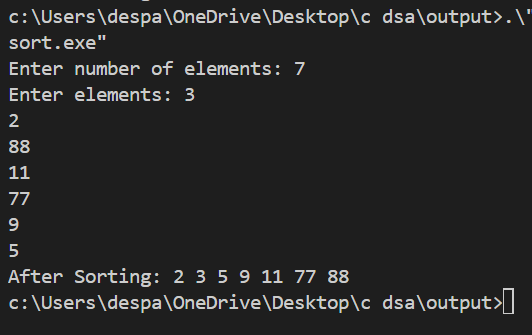 c:\Users\despa\OneDrive\Desktop\c dsa\output>.\"
sort.exe"
Enter number of elements: 7
Enter elements: 3
2
88
11
77
9
5
After Sorting: 2 3 5 9 11 77 88
c:\Users\despa\OneDrive\Desktop\c dsa\output>